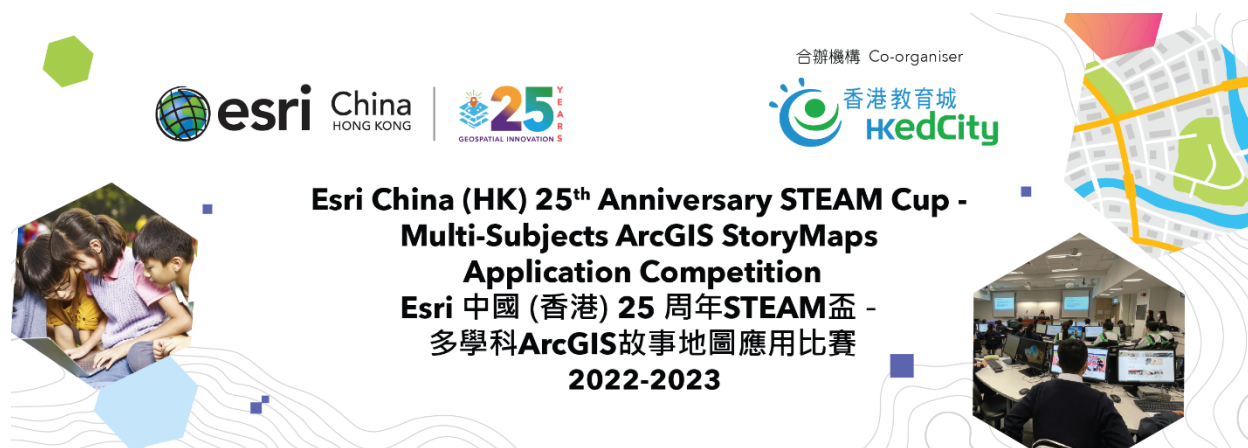 合辦機構 Co-organiser
esri China
HONG KONG
25
YEARS
GEOSPATIAL INNOVATION
香港教育城
HKedCity
Esri China (HK) 25th Anniversary STEAM Cup -
Multi-Subjects ArcGIS StoryMaps
Application Competition
Esri 中國 (香港) 25 周年STEAM盃 -
多學科ArcGIS故事地圖應用比賽
2022-2023